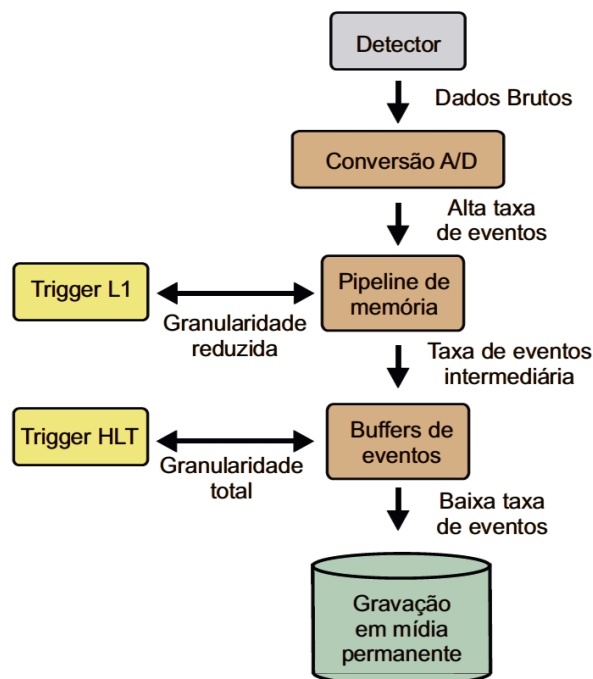 Detector
Dados Brutos
Conversão A/D
Alta taxa
de eventos
Trigger L1
Granularidade
reduzida
Pipeline de
memória
Taxa de eventos
intermediária
Trigger HLT
Granularidade
total
Buffers de
eventos
Baixa taxa
de eventos
Gravação
em mídia
permanente